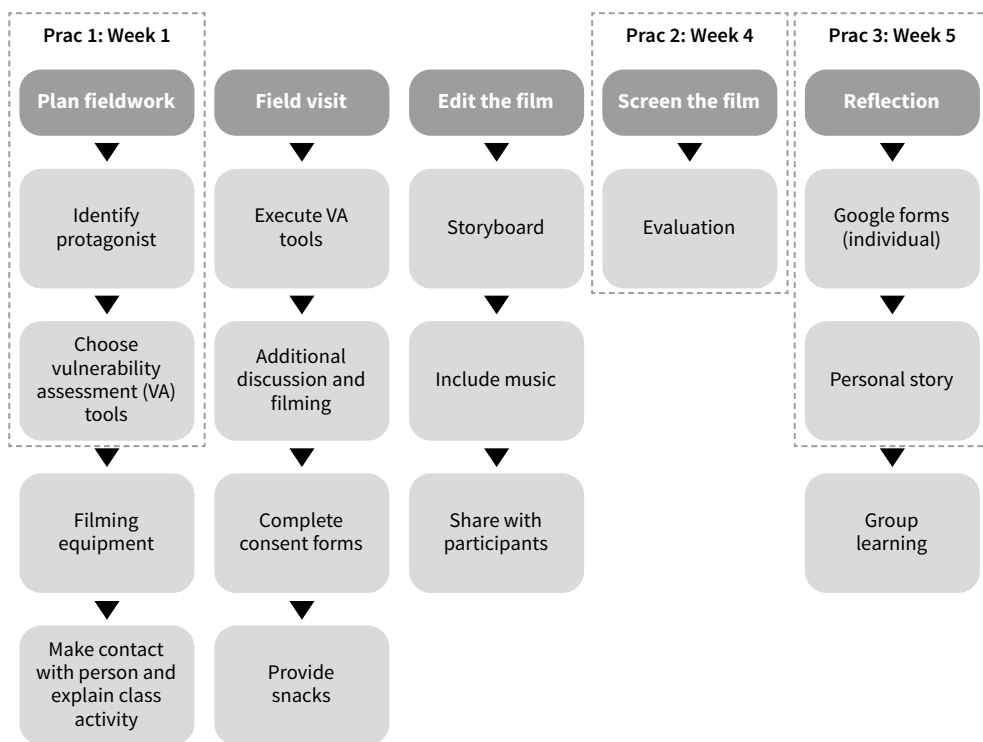 Prac 1: Week 1
Plan fieldwork
Identify
protagonist
Choose
vulnerability
assessment (VA)
tools
Filming
equipment
Make contact
with person and
explain class
activity
Field visit
Execute VA
tools
Additional
discussion and
filming
Complete
consent forms
Provide
snacks
Edit the film
Storyboard
Include music
Share with
participants
Prac 2: Week 4
Screen the film
Evaluation
Prac 3: Week 5
Reflection
Google forms
(individual)
Personal story
Group
learning